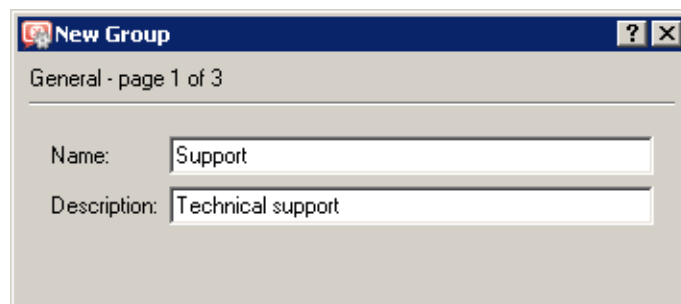 New Group
General - page 1 of 3
Name: Support
Description: Technical support